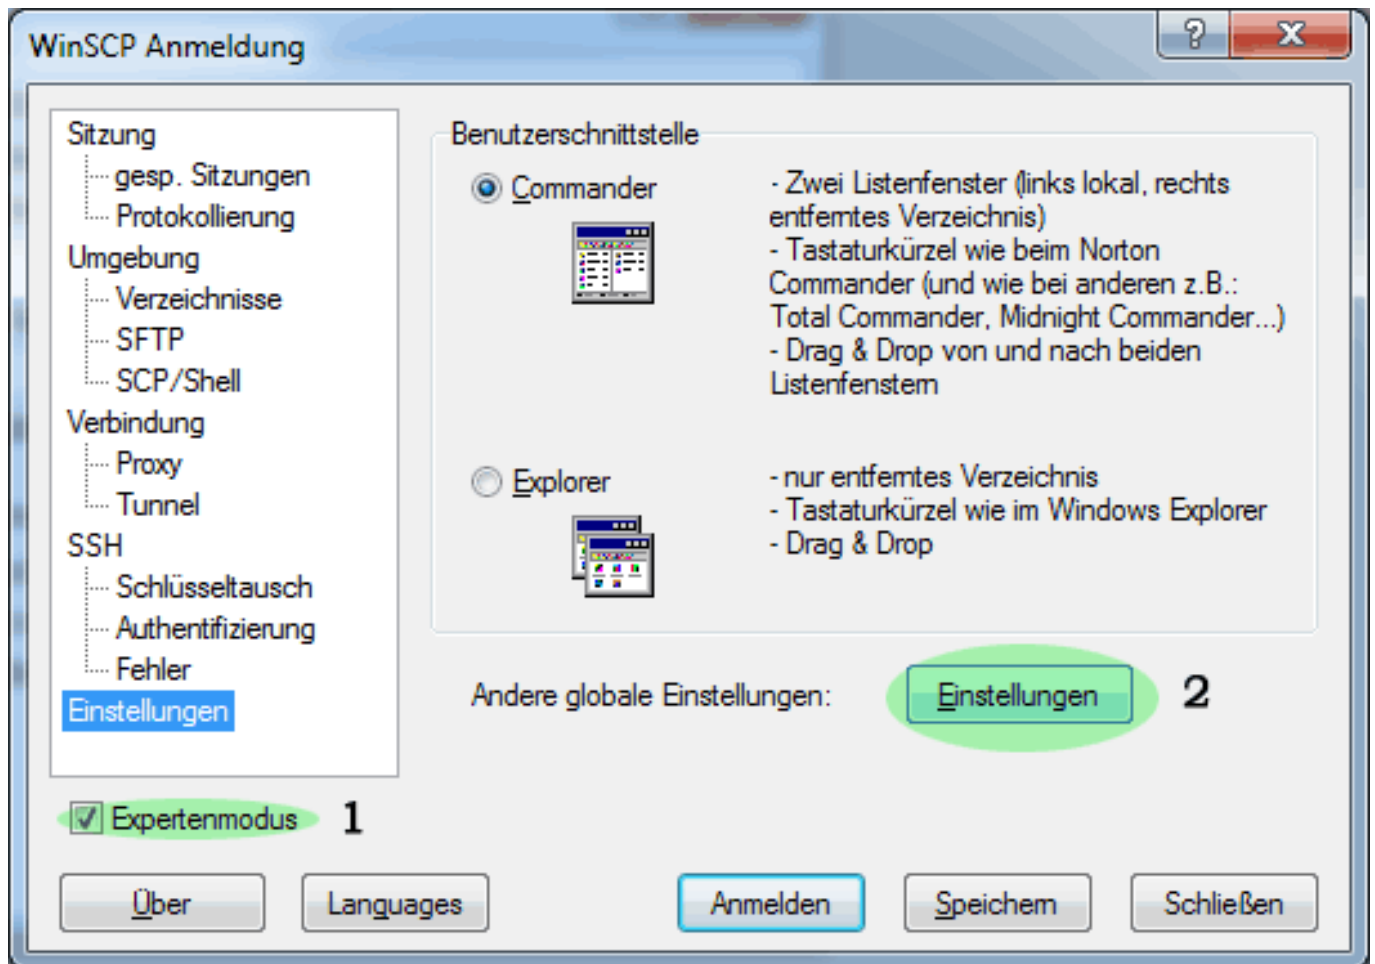 WinSCP Anmeldung
?
X
Sitzung
gesp. Sitzungen
Protokollierung
Umgebung
Verzeichnisse
SFTP
SCP/Shell
Verbindung
Proxy
Tunnel
SSH
Schlüsseltausch
Authentifizierung
Fehler
Einstellungen
Expertenmodus 1
Benutzerschnittstelle
Commander
- Zwei Listenfenster (links lokal, rechts
entferntes Verzeichnis)
- Tastaturkürzel wie beim Norton
Commander (und wie bei anderen z.B.:
Total Commander, Midnight Commander...)
- Drag & Drop von und nach beiden
Listenfenstern
Explorer
- nur entferntes Verzeichnis
- Tastaturkürzel wie im Windows Explorer
- Drag & Drop
Andere globale Einstellungen: Einstellungen 2
Über Languages Anmelden Speichern Schließen